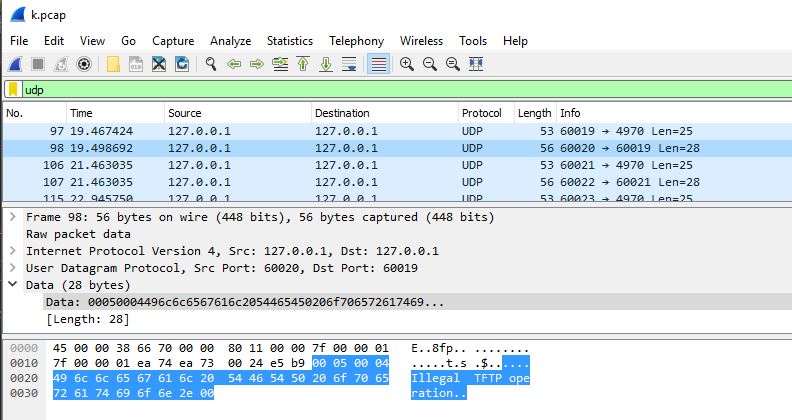 k.pcap
File Edit View Go Capture Analyze Statistics Telephony Wireless Tools Help
udp
No. Time Source Destination Protocol Length Info
97 19.467424 127.0.0.1 127.0.0.1 UDP 53 60019 → 4970 Len=25
98 19.498692 127.0.0.1 127.0.0.1 UDP 56 60020 → 60019 Len=28
106 21.463035 127.0.0.1 127.0.0.1 UDP 53 60021 → 4970 Len=25
107 21.463035 127.0.0.1 127.0.0.1 UDP 56 60022 → 60021 Len=28
115 22.945750 127.0.0.1 127.0.0.1 UDP 53 60023 → 4970 Len=25
Frame 98: 56 bytes on wire (448 bits), 56 bytes captured (448 bits)
Raw packet data
Internet Protocol Version 4, Src: 127.0.0.1, Dst: 127.0.0.1
User Datagram Protocol, Src Port: 60020, Dst Port: 60019
Data (28 bytes)
Data: 00050004496c6c6567616c2054465450206f706572617469...
[Length: 28]
0000 45 00 00 38 66 70 00 00 80 11 00 00 7f 00 00 01 E..8fp.. ........
0010 7f 00 00 01 ea 74 ea 73 00 24 e5 b9 00 05 00 04 .....t.s .$......
0020 49 6c 6c 65 67 61 6c 20 54 46 54 50 20 6f 70 65 Illegal TFTP ope
0030 72 61 74 69 6f 6e 2e 00 ration..